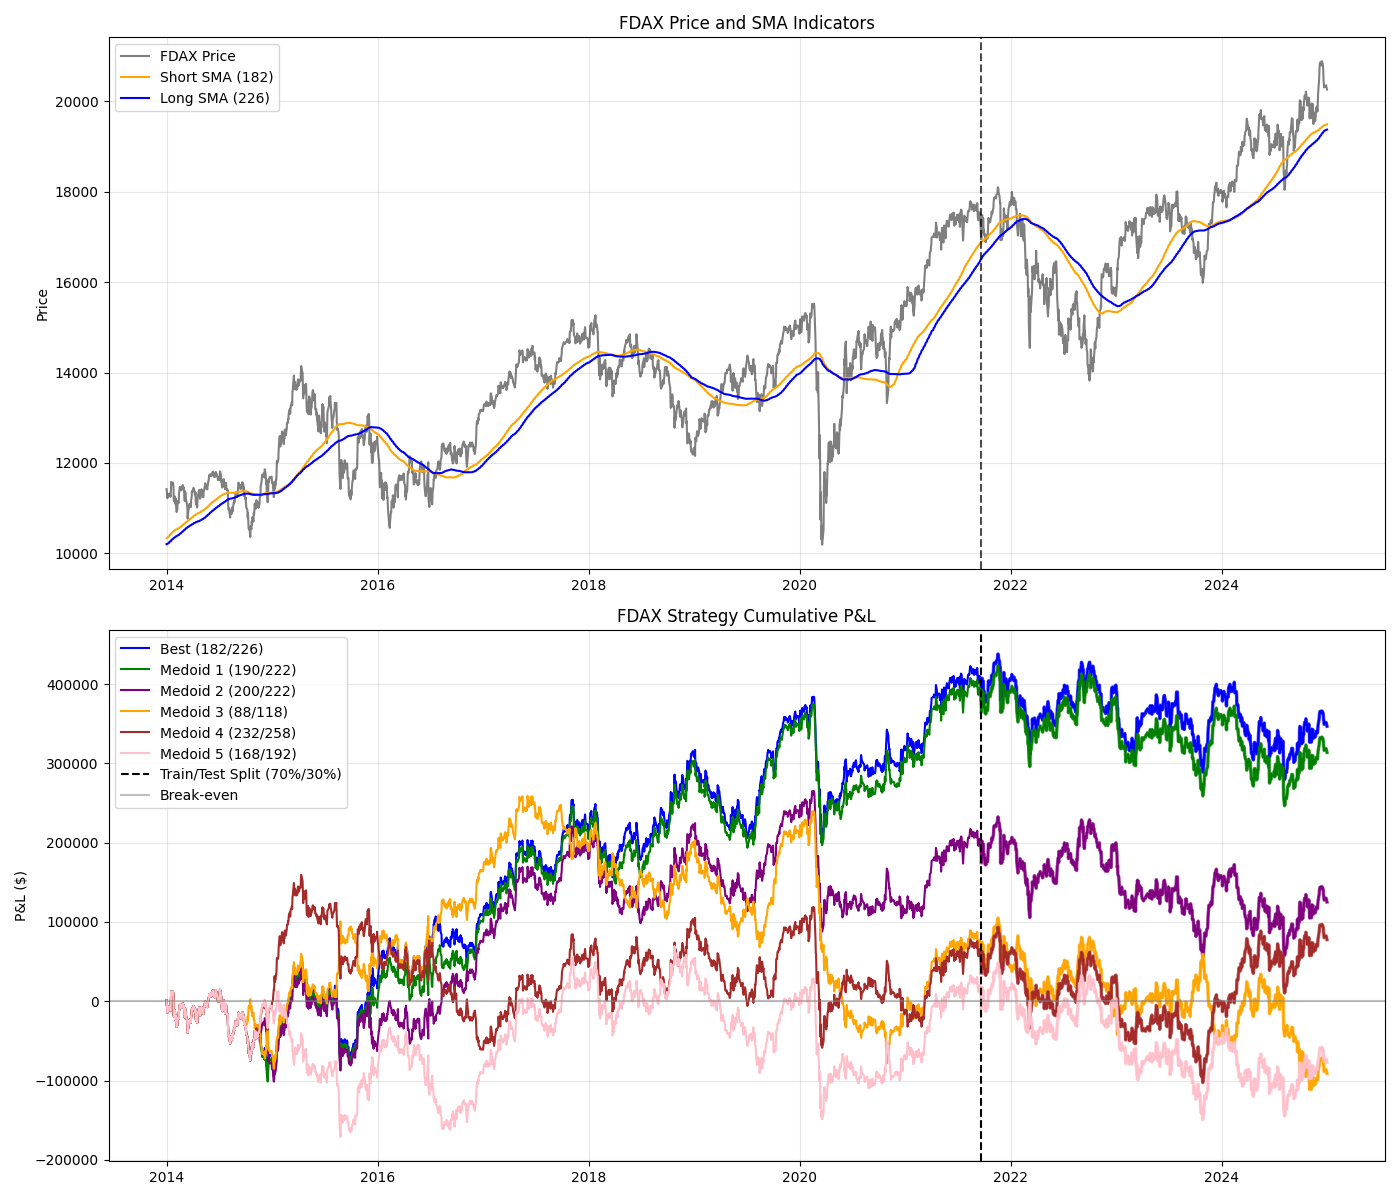 FDAX Price and SMA Indicators
FDAX Price
Short SMA (182)
Long SMA (226)
Price
20000
18000
16000
14000
12000
10000
2014
2016
2018
2020
2022
2024
FDAX Strategy Cumulative P&L
Best (182/226)
Medoid 1 (190/222)
Medoid 2 (200/222)
Medoid 3 (88/118)
Medoid 4 (232/258)
Medoid 5 (168/192)
Train/Test Split (70%/30%)
Break-even
P&L ($)
400000
300000
200000
100000
0
−100000
−200000
2014
2016
2018
2020
2022
2024